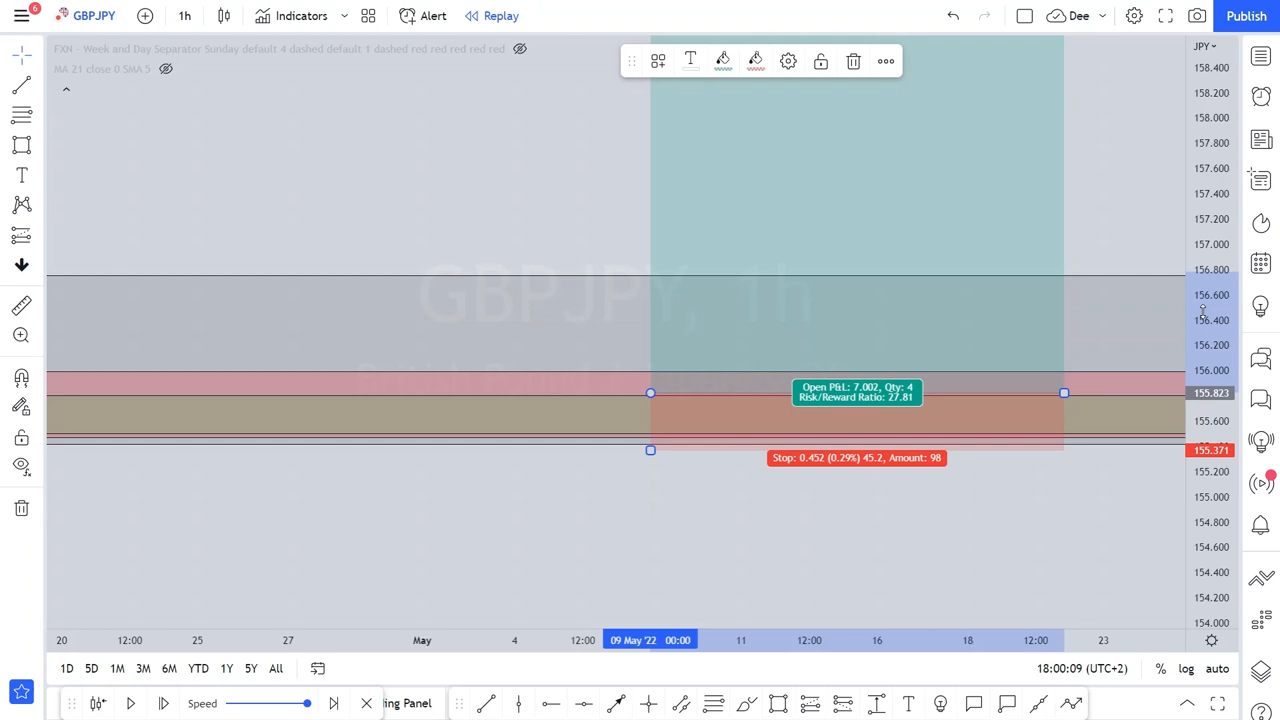 6
GBPJPY
1h
Indicators
Alert
Replay
Dee
Publish
FXN - Week and Day Separator Sunday default 4 dashed default 1 dashed red red red red red
MA 21 close 0 SMA 5
GBPJPY, 1h
JPY
158.400
158.200
158.000
157.800
157.600
157.400
157.200
157.000
156.800
156.600
156.400
156.200
156.000
155.823
155.600
155.371
155.200
155.000
154.800
154.600
154.400
154.200
154.000
Open P&L: 7.002, Qty: 4
Risk/Reward Ratio: 27.81
Stop: 0.452 (0.29%) 45.2, Amount: 98
20 12:00 25 27 May 4 12:00 09 May '22 00:00 11 12:00 16 18 12:00 23
1D 5D 1M 3M 6M YTD 1Y 5Y All
18:00:09 (UTC+2) % log auto
Speed
ing Panel